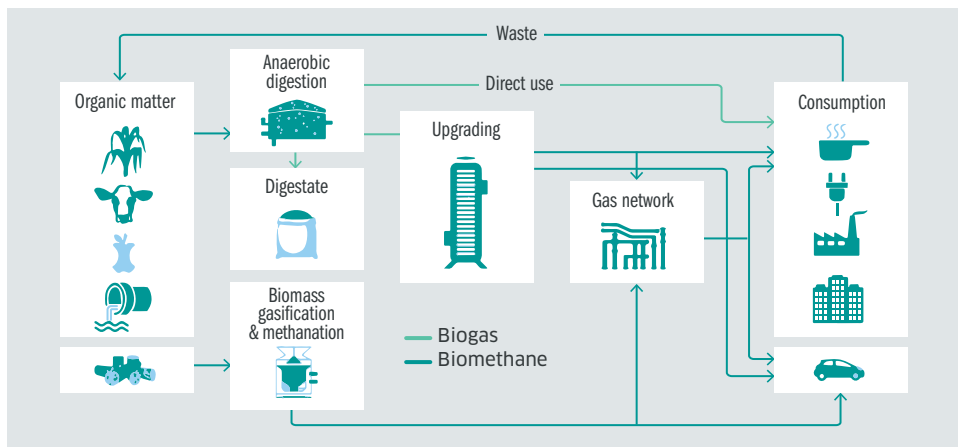 Waste
Anaerobic
digestion
Direct use
Organic matter
Consumption
Upgrading
Digestate
Gas network
Biomass
gasification
& methanation
Biogas
Biomethane